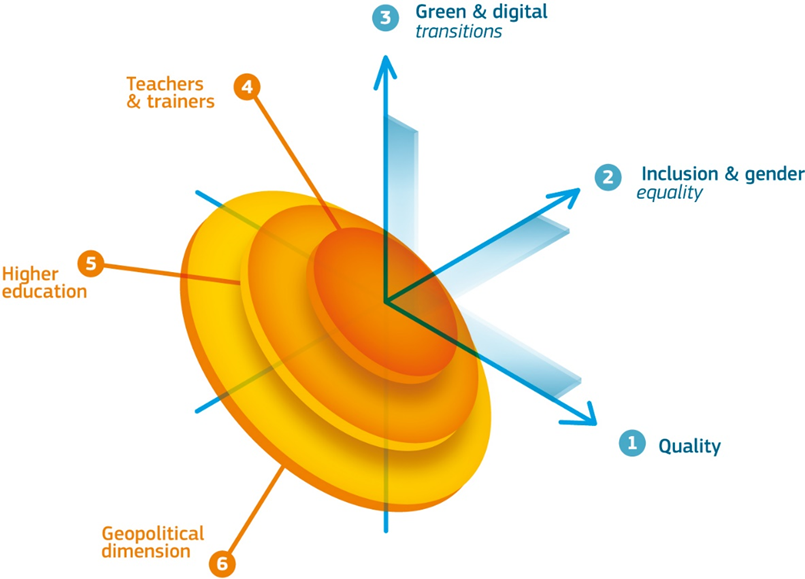 3 Green & digital
transitions
4
Teachers
& trainers
2 Inclusion & gender
equality
5
Higher
education
1 Quality
Geopolitical
dimension
6